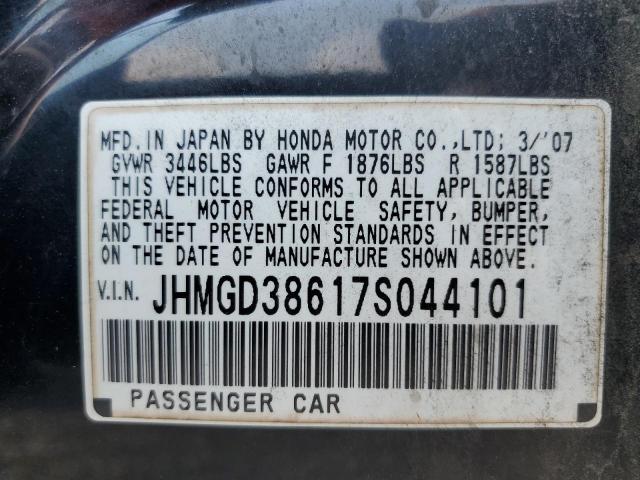 MFD. IN JAPAN BY HONDA MOTOR CO., LTD; 3/'07
GVWR 3446LBS GAWR F 1876LBS R 1587LBS
THIS VEHICLE CONFORMS TO ALL APPLICABLE
FEDERAL MOTOR VEHICLE SAFETY, BUMPER,
AND THEFT PREVENTION STANDARDS IN EFFECT
ON THE DATE OF MANUFACTURE SHOWN ABOVE.
V.I.N. JHMGD38617S044101
PASSENGER CAR